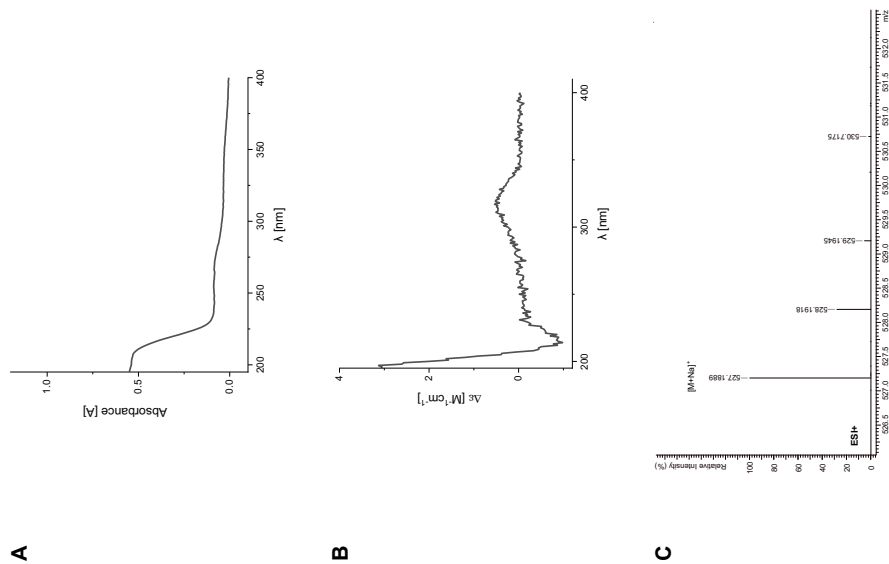 A
Absorbance [A]
1.0
0.5
0.0
200 250 300 350 400
λ [nm]
B
Δε [M⁻¹cm⁻¹]
4
2
0
200 300 400
λ [nm]
C
Relative Intensity (%)
100
80
60
40
20
0
[M+Na]⁺
527.1889
528.1918
529.1945
530.7175
ESI+
526.5 527.0 527.5 528.0 528.5 529.0 529.5 530.0 530.5 531.0 531.5 532.0 m/z